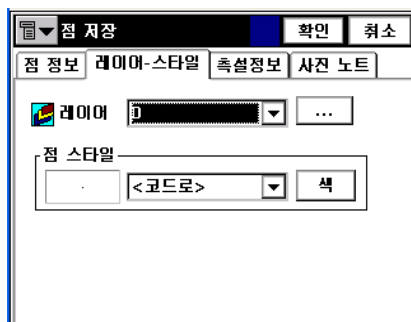 점 저장 확인 취소
점 정보 레이어-스타일 측설정보 사진 노트
레이어 0 ...
점 스타일
<코드로> 색